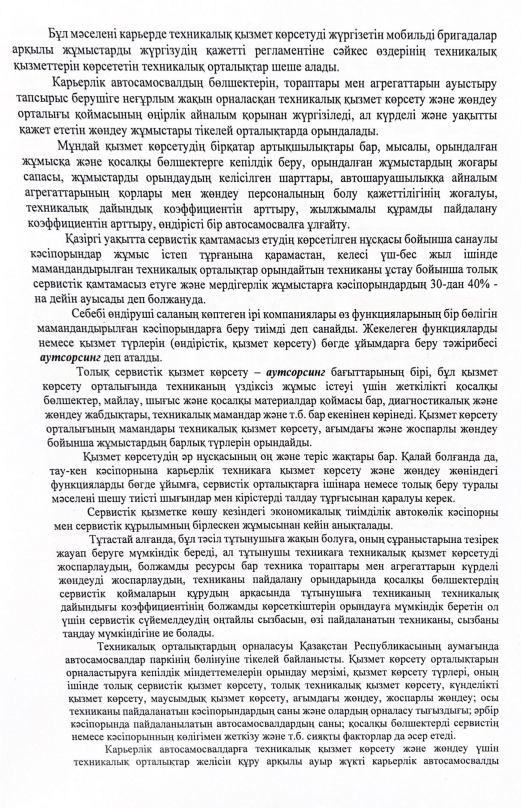 Бұл мәселені карьерде техникалық қызмет көрсетуді жүргізетін мобильді бригадалар
арқылы жұмыстарды жүргізудің қажетті регламентіне сәйкес өздерінің техникалық
қызметтерін көрсететін техникалық орталықтар шеше алады.
Карьерлік автосамосвалдың бөлшектерін, тораптары мен агрегаттарын ауыстыру
тапсырыс берушіге неғұрлым жақын орналасқан техникалық қызмет көрсету және жөндеу
орталығы қоймасының өңірлік айналым қорынан жүргізіледі, ал күрделі және уақытты
қажет ететін жөндеу жұмыстары тікелей орталықтарда орындалады.
Мұндай қызмет көрсетудің бірқатар артықшылықтары бар, мысалы, орындалған
жұмысқа және қосалқы бөлшектерге кепілдік беру, орындалған жұмыстардың жоғары
сапасы, жұмыстарды орындаудың келісілген шарттары, автошаруашылыққа айналым
агрегаттарының қорлары мен жөндеу персоналының болу қажеттілігінің жоғалуы,
техникалық дайындық коэффициентін арттыру, жылжымалы құрамды пайдалану
коэффициентін арттыру, өндірісті бір автосамосвалға ұлғайту.
Қазіргі уақытта сервистік қамтамасыз етудің көрсетілген нұсқасы бойынша санаулы
кәсіпорындар жұмыс істеп тұрғанына қарамастан, келесі үш-бес жыл ішінде
мамандандырылған техникалық орталықтар орындайтын техниканы ұстау бойынша толық
сервистік қамтамасыз етуге және мердігерлік жұмыстарға кәсіпорындардың 30-дан 40% -
на дейін ауысады деп болжануда.
Себебі өндіруші саланың көптеген ірі компаниялары өз функцияларының бір бөлігін
мамандандырылған кәсіпорындарға беру тиімді деп санайды. Жекелеген функцияларды
немесе қызмет түрлерін (өндірістік, қызмет көрсету) бөгде ұйымдарға беру тәжірибесі
аутсорсинг деп аталды.
Толық сервистік қызмет көрсету – аутсорсинг бағыттарының бірі, бұл қызмет
көрсету орталығында техниканың үздіксіз жұмыс істеуі үшін жеткілікті қосалқы
бөлшектер, майлау, шығыс және қосалқы материалдар қоймасы бар, диагностикалық және
жөндеу жабдықтары, техникалық мамандар және т.б. бар екенінен көрінеді. Қызмет көрсету
орталығының мамандары техникалық қызмет көрсету, ағымдағы және жоспарлы жөндеу
бойынша жұмыстардың барлық түрлерін орындайды.
Қызмет көрсетудің әр нұсқасының оң және теріс жақтары бар. Қалай болғанда да,
тау-кен кәсіпорнына карьерлік техникаға қызмет көрсету және жөндеу жөніндегі
функцияларды бөгде ұйымға, сервистік орталықтарға ішінара немесе толық беру туралы
мәселені шешу тиісті шығындар мен кірістерді талдау тұрғысынан қаралуы керек.
Сервистік қызметке көшу кезіндегі экономикалық тиімділік автокөлік кәсіпорны
мен сервистік құрылымның бірлескен жұмысынан кейін анықталады.
Тұтастай алғанда, бұл тәсіл тұтынушыға жақын болуға, оның сұраныстарына тезірек
жауап беруге мүмкіндік береді, ал тұтынушы техникаға техникалық қызмет көрсетуді
жоспарлаудың, болжамды ресурсы бар техника тораптары мен агрегаттарын күрделі
жөндеуді жоспарлаудың, техниканы пайдалану орындарында қосалқы бөлшектердің
сервистік қоймаларын құрудың арқасында тұтынушыға техниканың техникалық
дайындығы коэффициентінің болжамды көрсеткіштерін орындауға мүмкіндік беретін ол
үшін сервистік сүйемелдеудің оңтайлы сызбасын, өзі пайдаланатын техниканы, сызбаны
таңдау мүмкіндігіне ие болады.
Техникалық орталықтардың орналасуы Қазақстан Республикасының аумағында
автосамосвалдар паркінің бөлінуіне тікелей байланысты. Қызмет көрсету орталықтарын
орналастыруға кепілдік міндеттемелерін орындау мерзімі, қызмет көрсету түрлері, оның
ішінде толық сервистік қызмет көрсету, толық техникалық қызмет көрсету, күнделікті
қызмет көрсету, маусымдық қызмет көрсету, ағымдағы жөндеу, жоспарлы жөндеу; осы
техниканы пайдаланатын кәсіпорындардың саны және олардың орналасу тығыздығы; әрбір
кәсіпорында пайдаланылатын автосамосвалдардың саны; қосалқы бөлшектерді сервистің
немесе кәсіпорынның көлігімен жеткізу және т.б. сияқты факторлар да әсер етеді.
Карьерлік автосамосвалдарға техникалық қызмет көрсету және жөндеу үшін
техникалық орталықтар желісін құру арқылы ауыр жүкті карьерлік автосамосвалды